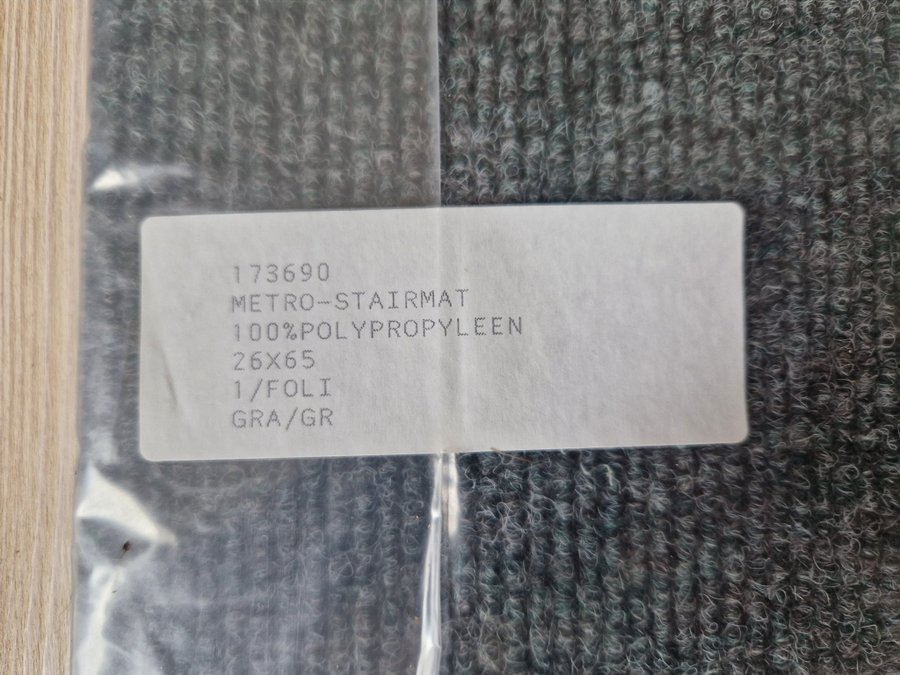 173690
METRO-STAIRMAT
100%POLYPROPYLEEN
26X65
1/FOLI
GRA/GR